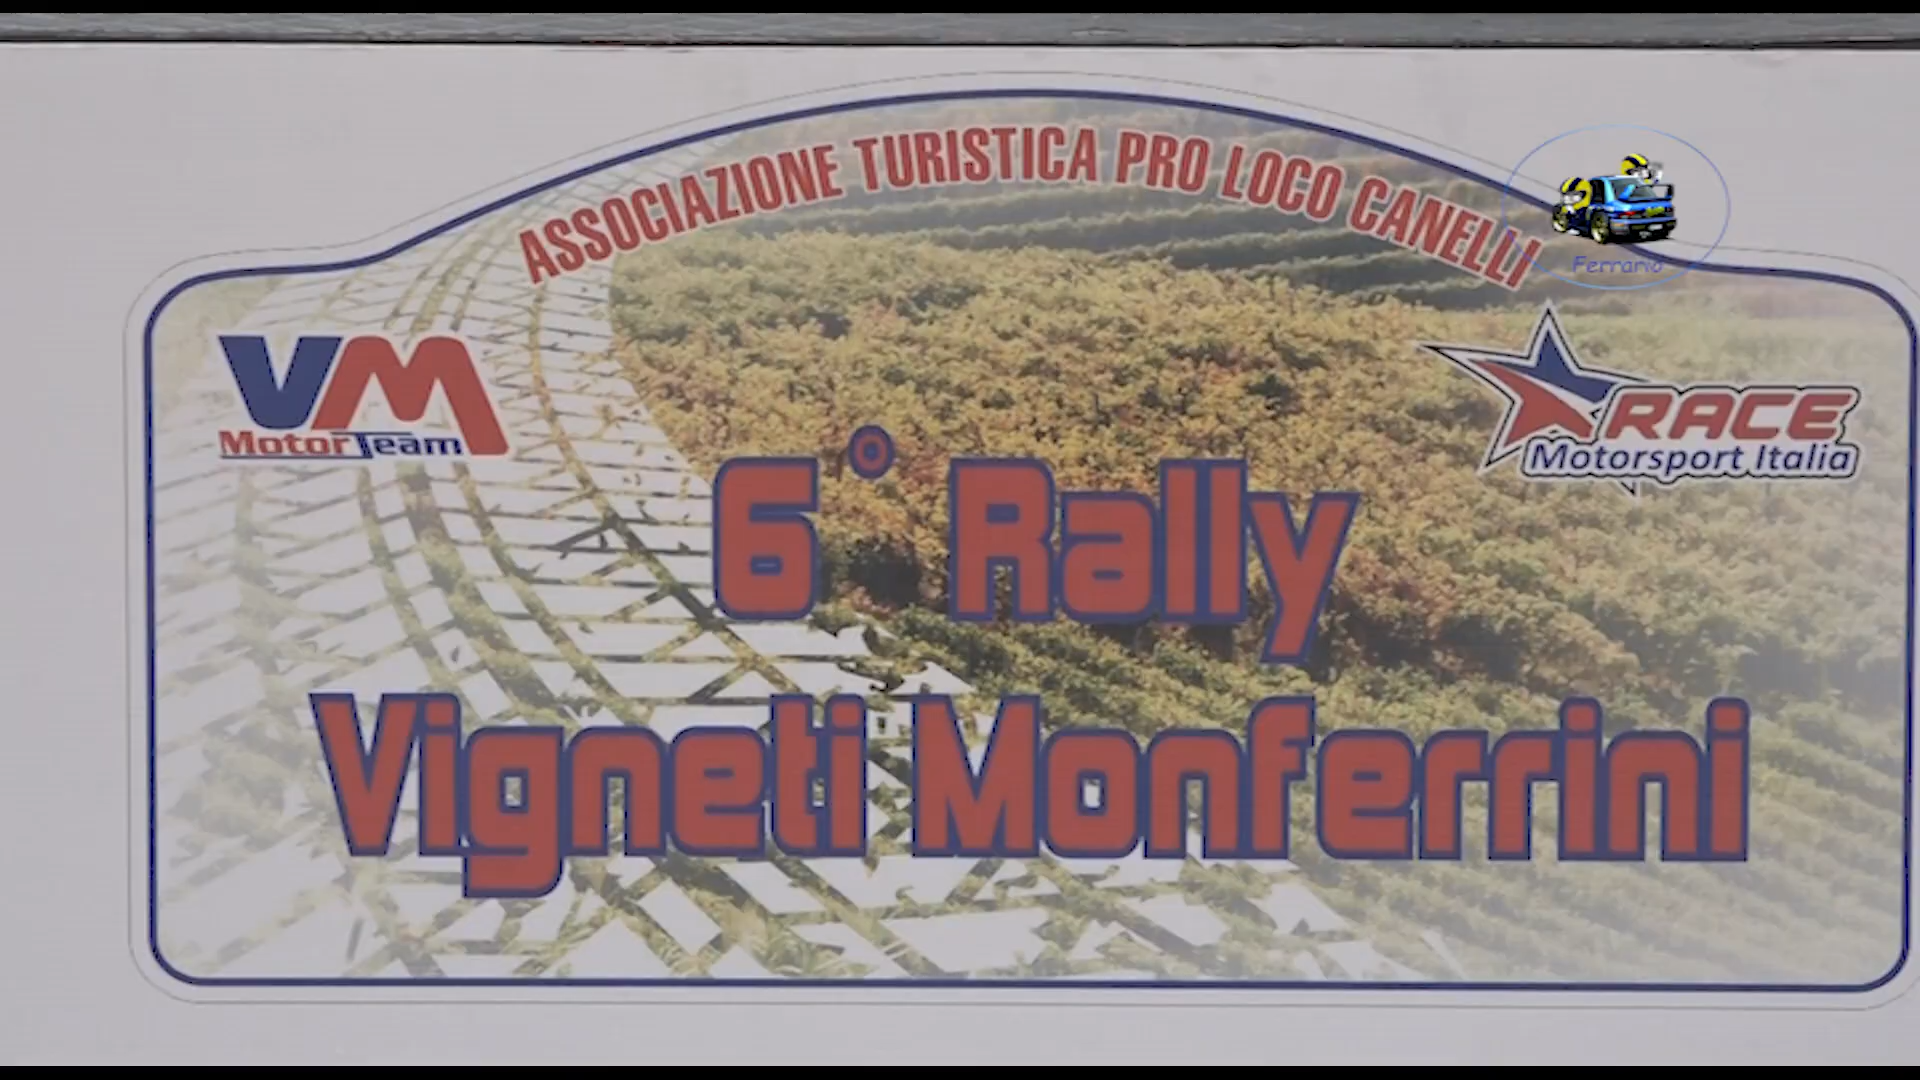 ASSOCIAZIONE TURISTICA PRO LOCO CANELLI
Ferrario
VM
MotorTeam
RACE
Motorsport Italia
6° Rally
Vigneti Monferrini